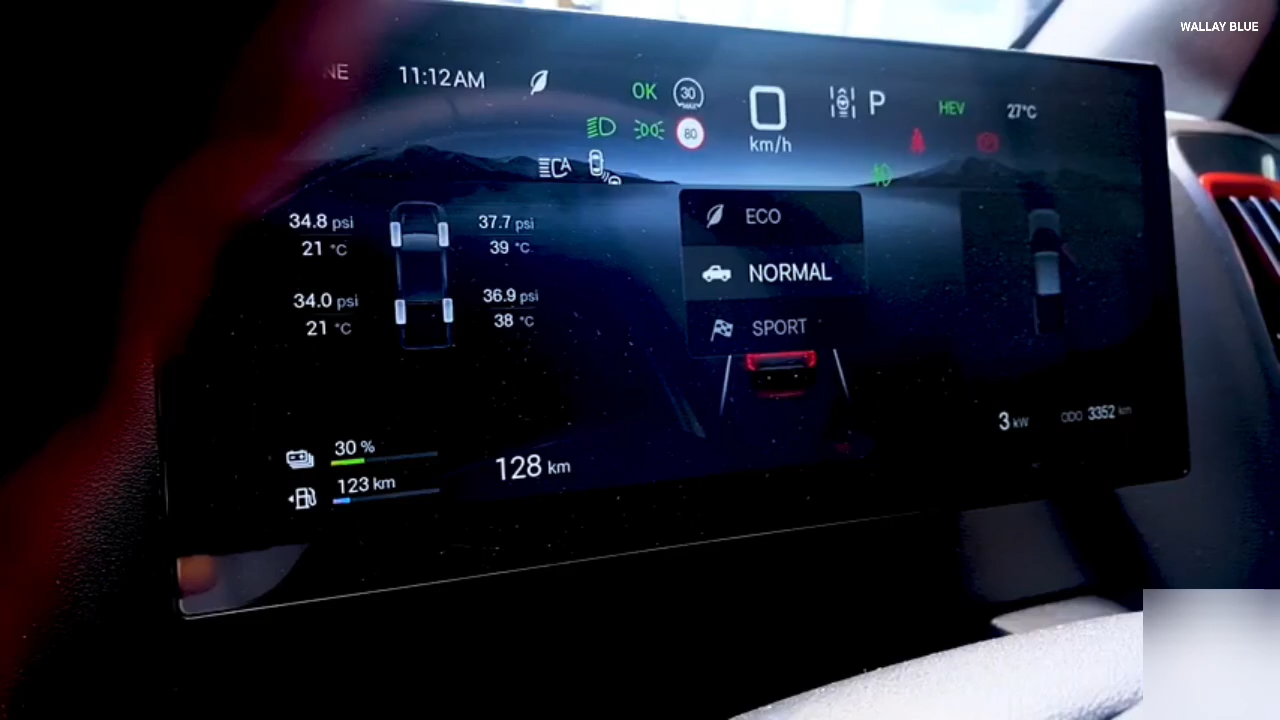 WALLAY BLUE
NE
11:12AM
OK
30
MAX
80
0
km/h
P
HEV
27°C
A
34.8 psi
21 °C
37.7 psi
39 °C
34.0 psi
21 °C
36.9 psi
38 °C
ECO
NORMAL
SPORT
30 %
123 km
128 km
3 kW
ODO 3352 km